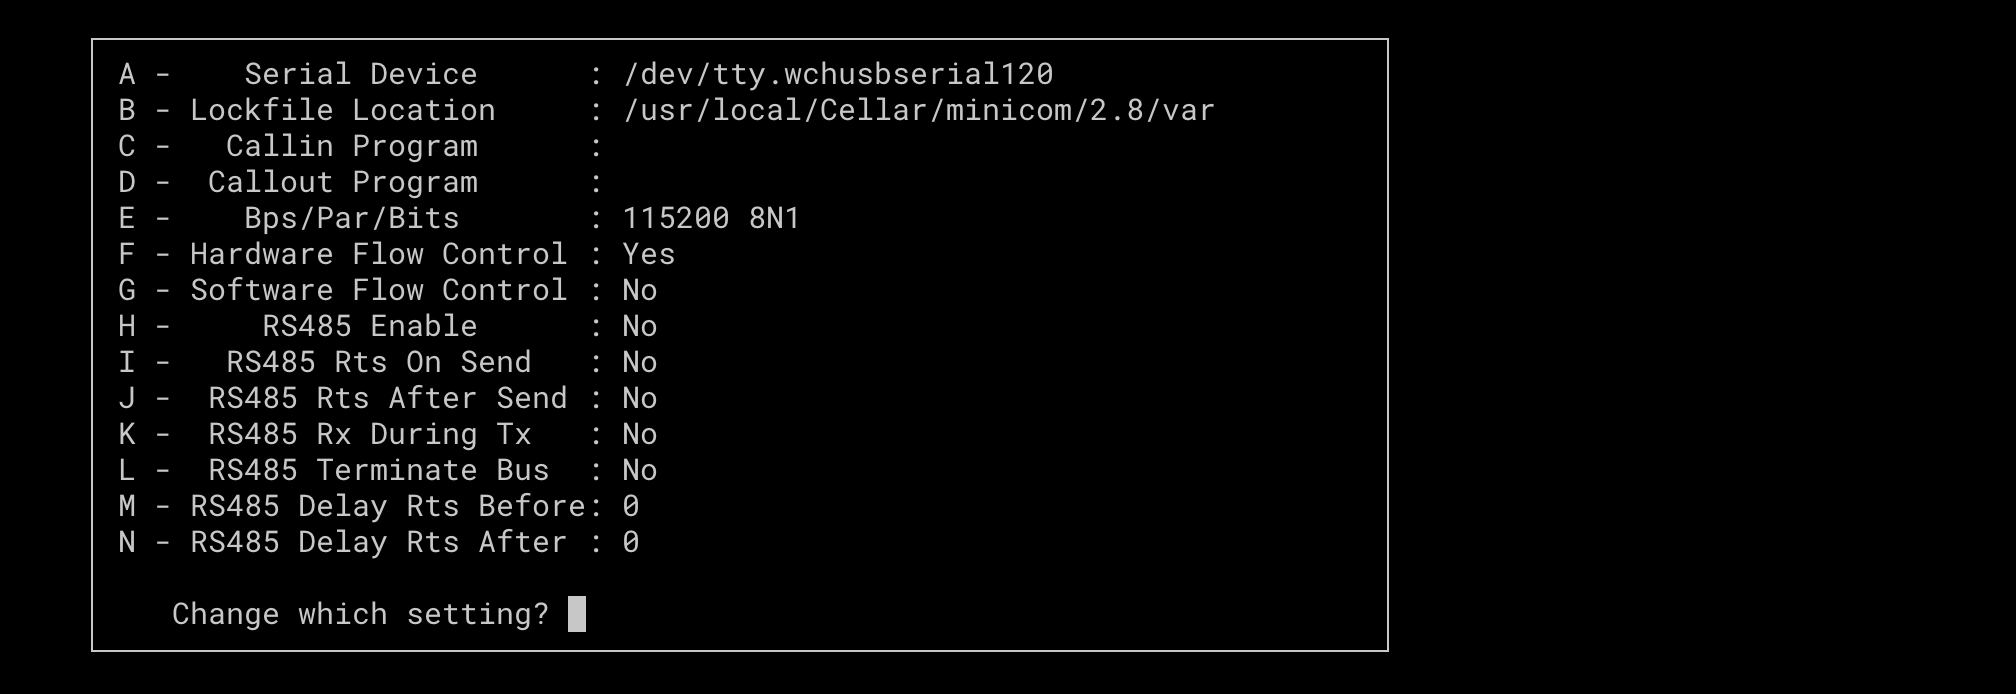 A -    Serial Device      : /dev/tty.wchusbserial120
B - Lockfile Location     : /usr/local/Cellar/minicom/2.8/var
C -   Callin Program      :
D -  Callout Program      :
E -    Bps/Par/Bits       : 115200 8N1
F - Hardware Flow Control : Yes
G - Software Flow Control : No
H -     RS485 Enable      : No
I -   RS485 Rts On Send   : No
J -  RS485 Rts After Send : No
K -  RS485 Rx During Tx   : No
L -  RS485 Terminate Bus  : No
M - RS485 Delay Rts Before: 0
N - RS485 Delay Rts After : 0
Change which setting?